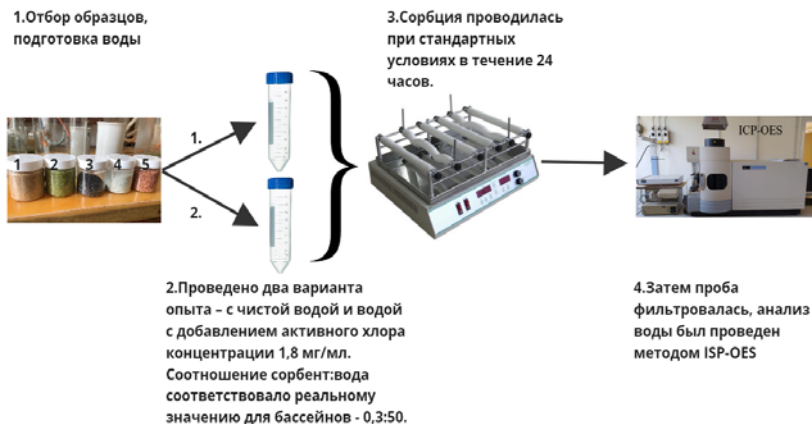 1.Отбор образцов,
подготовка воды
1 2 3 4 5
1.
2.
2.Проведено два варианта
опыта – с чистой водой и водой
с добавлением активного хлора
концентрации 1,8 мг/мл.
Соотношение сорбент:вода
соответствовало реальному
значению для бассейнов - 0,3:50.
3.Сорбция проводилась
при стандартных
условиях в течение 24
часов.
ICP-OES
4.Затем проба
фильтровалась, анализ
воды был проведен
методом ISP-OES